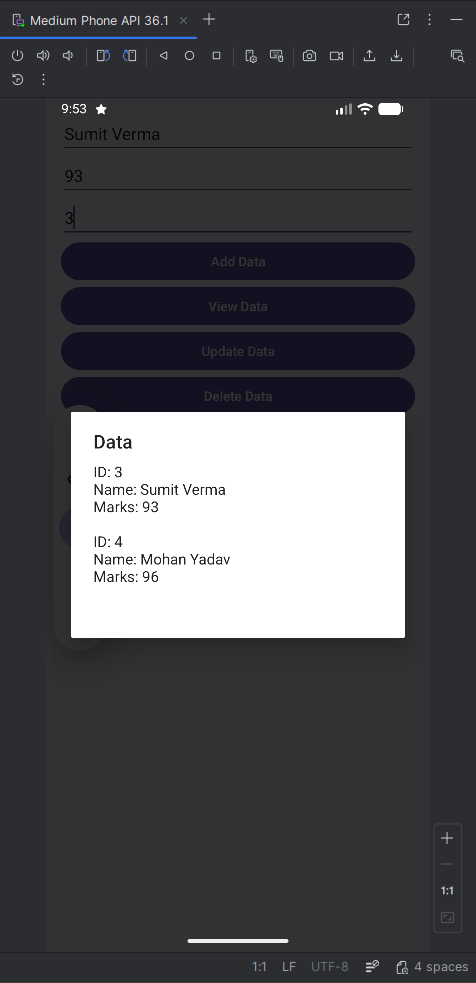 Medium Phone API 36.1
9:53
Sumit Verma
93
3
Add Data
View Data
Update Data
Delete Data
Data
ID: 3
Name: Sumit Verma
Marks: 93
ID: 4
Name: Mohan Yadav
Marks: 96
1:1
1:1 LF UTF-8 4 spaces